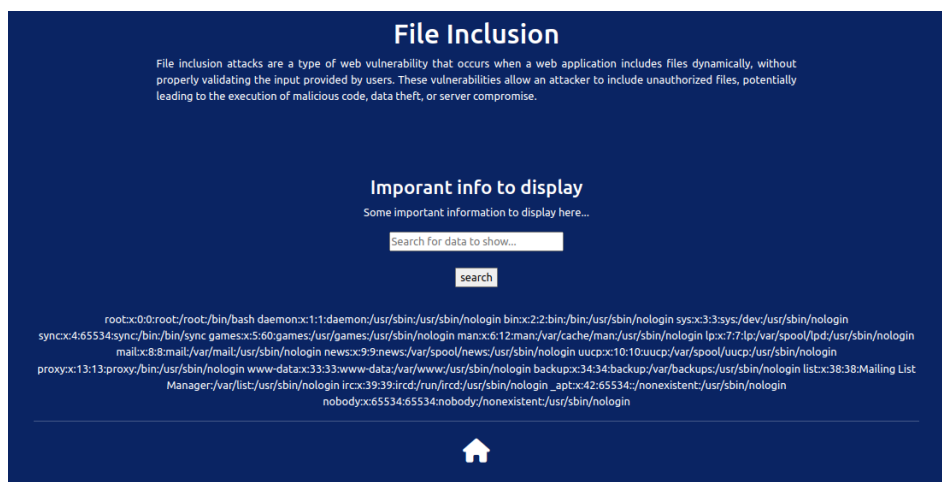 File Inclusion
File inclusion attacks are a type of web vulnerability that occurs when a web application includes files dynamically, without
properly validating the input provided by users. These vulnerabilities allow an attacker to include unauthorized files, potentially
leading to the execution of malicious code, data theft, or server compromise.
Imporant info to display
Some important information to display here...
Search for data to show...
search
root:x:0:0:root:/root:/bin/bash daemon:x:1:1:daemon:/usr/sbin:/usr/sbin/nologin bin:x:2:2:bin:/bin:/usr/sbin/nologin sys:x:3:3:sys:/dev:/usr/sbin/nologin
sync:x:4:65534:sync:/bin:/bin/sync games:x:5:60:games:/usr/games:/usr/sbin/nologin man:x:6:12:man:/var/cache/man:/usr/sbin/nologin lp:x:7:7:lp:/var/spool/lpd:/usr/sbin/nologin
mail:x:8:8:mail:/var/mail:/usr/sbin/nologin news:x:9:9:news:/var/spool/news:/usr/sbin/nologin uucp:x:10:10:uucp:/var/spool/uucp:/usr/sbin/nologin
proxy:x:13:13:proxy:/bin:/usr/sbin/nologin www-data:x:33:33:www-data:/var/www:/usr/sbin/nologin backup:x:34:34:backup:/var/backups:/usr/sbin/nologin list:x:38:38:Mailing List
Manager:/var/list:/usr/sbin/nologin irc:x:39:39:ircd:/run/ircd:/usr/sbin/nologin _apt:x:42:65534::/nonexistent:/usr/sbin/nologin
nobody:x:65534:65534:nobody:/nonexistent:/usr/sbin/nologin